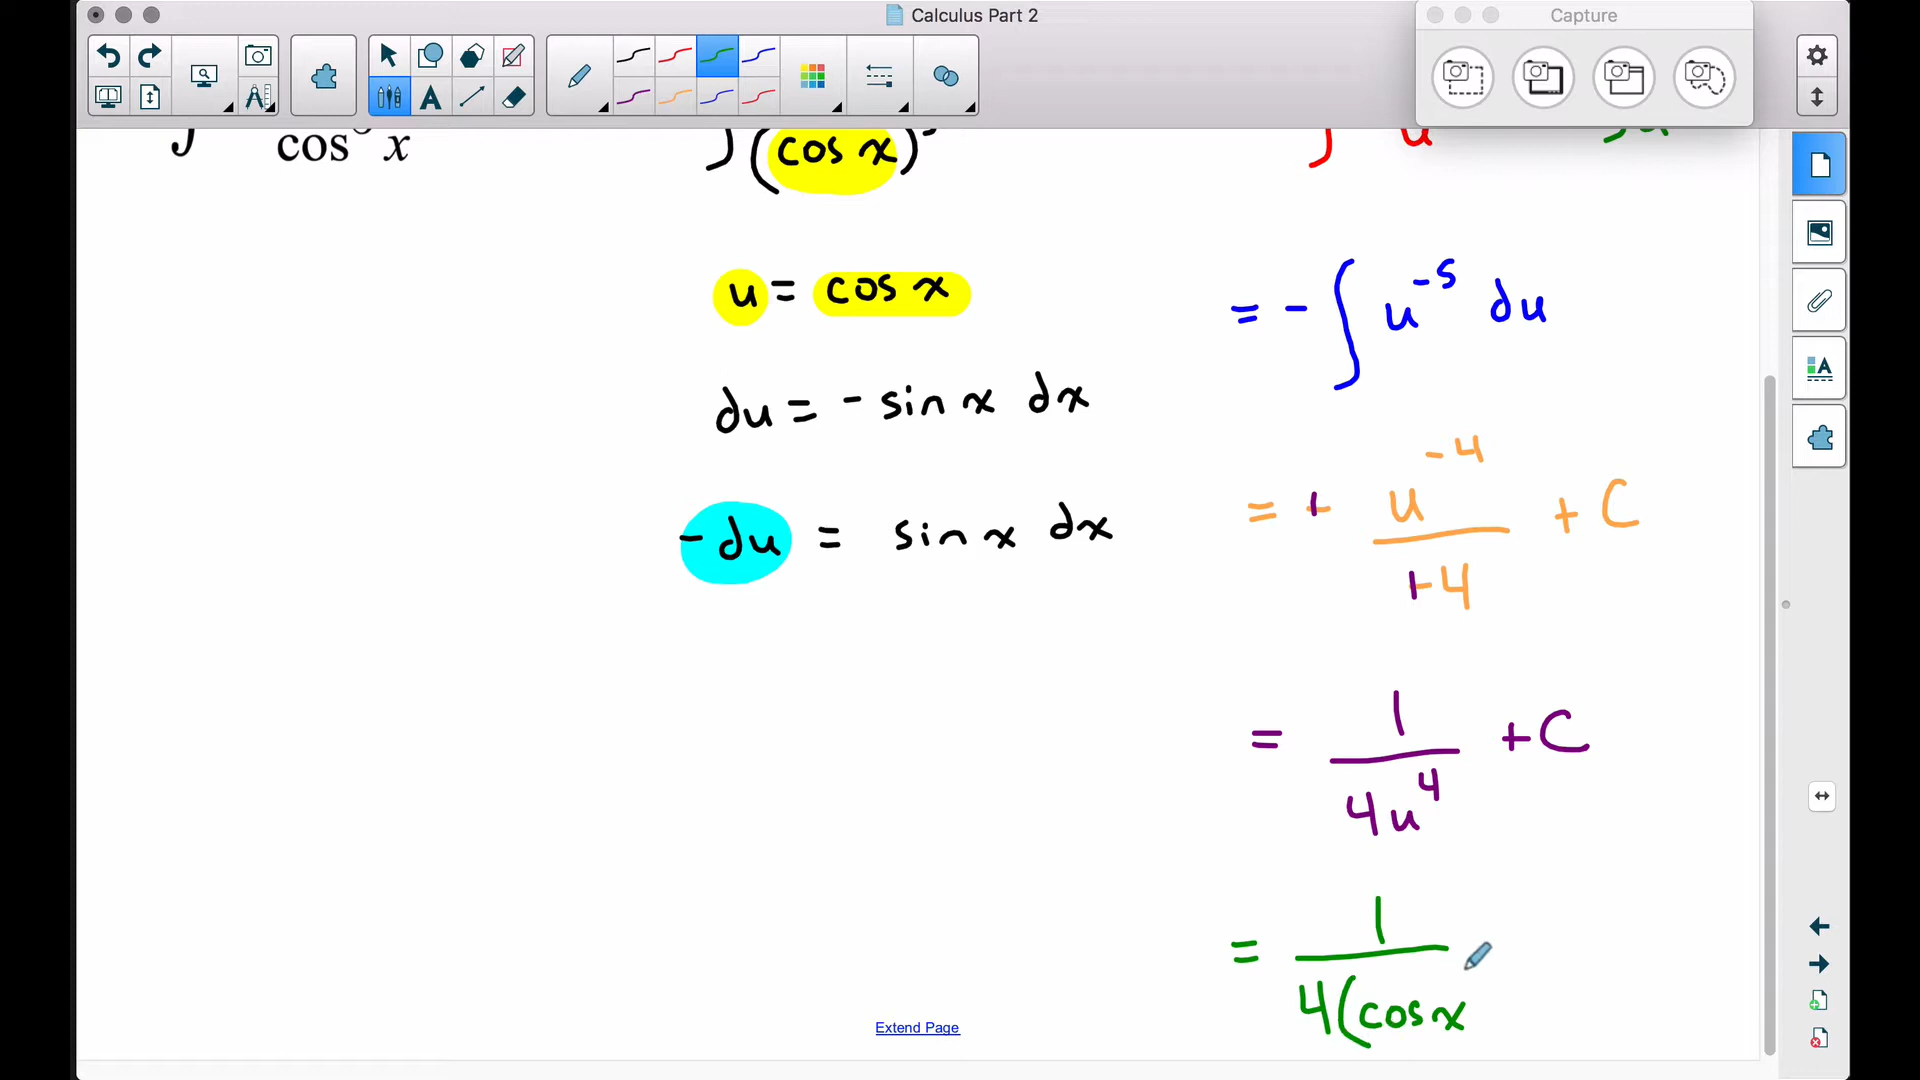 Calculus Part 2
Capture
cos x
(cos x)
u
u = cos x
du = - sin x dx
- du = sin x dx
= - ∫ u^-5 du
= + u^-4 / +4 + C
= 1 / 4u^4 + C
= 1 / 4(cos x
Extend Page